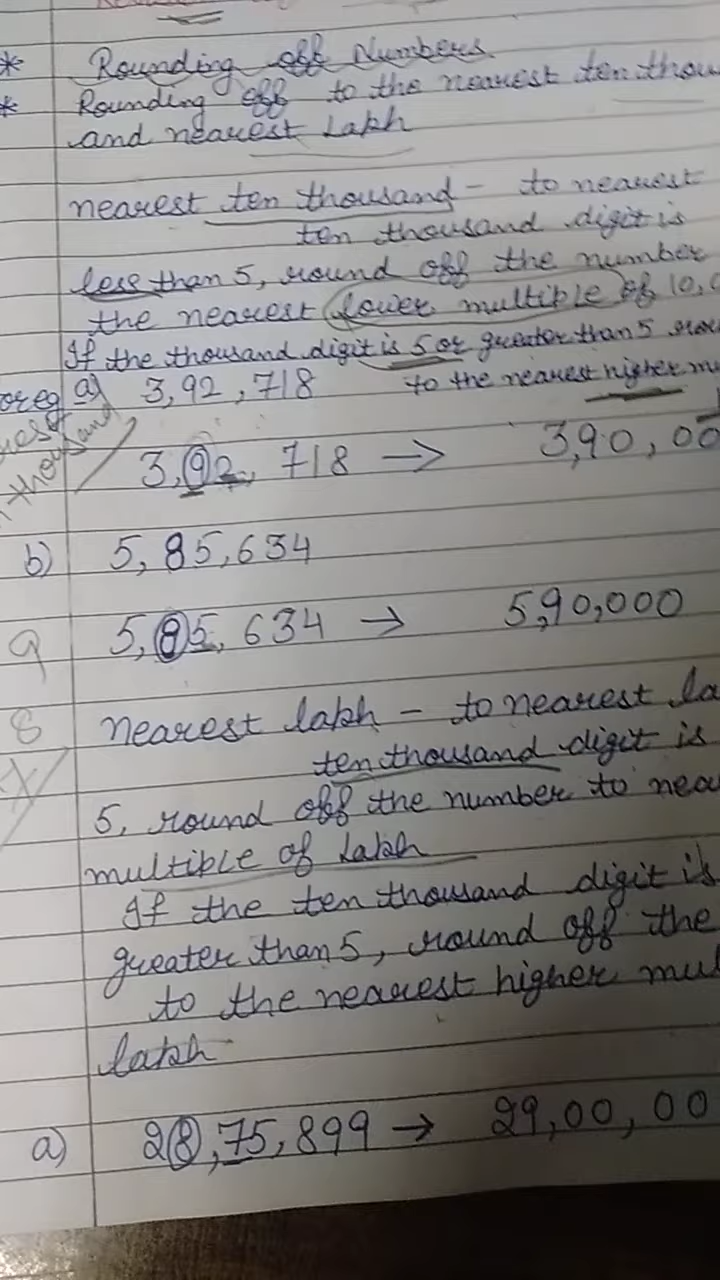 * Rounding off Numbers
* Rounding off to the nearest ten thou
and nearest Lakh
nearest ten thousand - to nearest
ten thousand digit is
less than 5, round off the number
the nearest lower multiple of 10,0
If the thousand digit is 5 or greater than 5 rou
to the nearest higher mu
a) 3,92,718
3,92,718 → 3,90,00
b) 5,85,634
5,85,634 → 5,90,000
nearest lakh - to nearest la
ten thousand digit is
5, round off the number to nea
multiple of Lakh
If the ten thousand digit is
greater than 5, round off the
to the nearest higher mul
lakh
a) 28,75,899 → 29,00,00